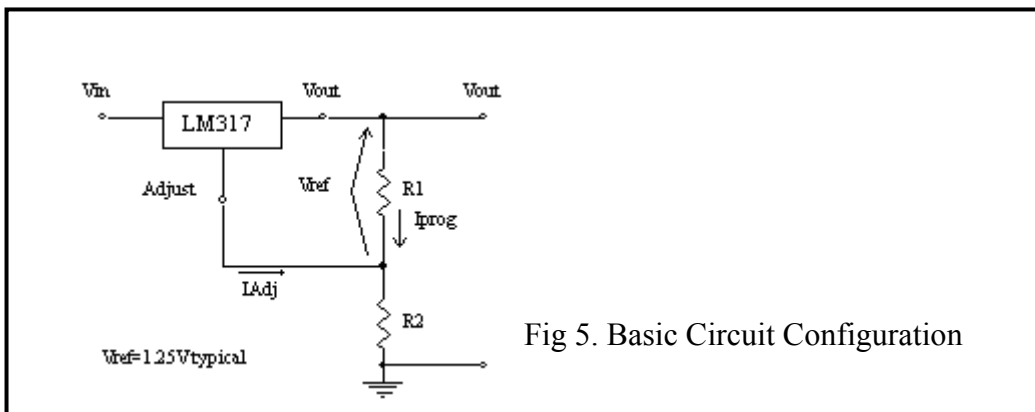 Vin
Vout
Vout
LM317
Adjust
Vref
R1
Iprog
IAdj
R2
Vref=1.25Vtypical
Fig 5. Basic Circuit Configuration